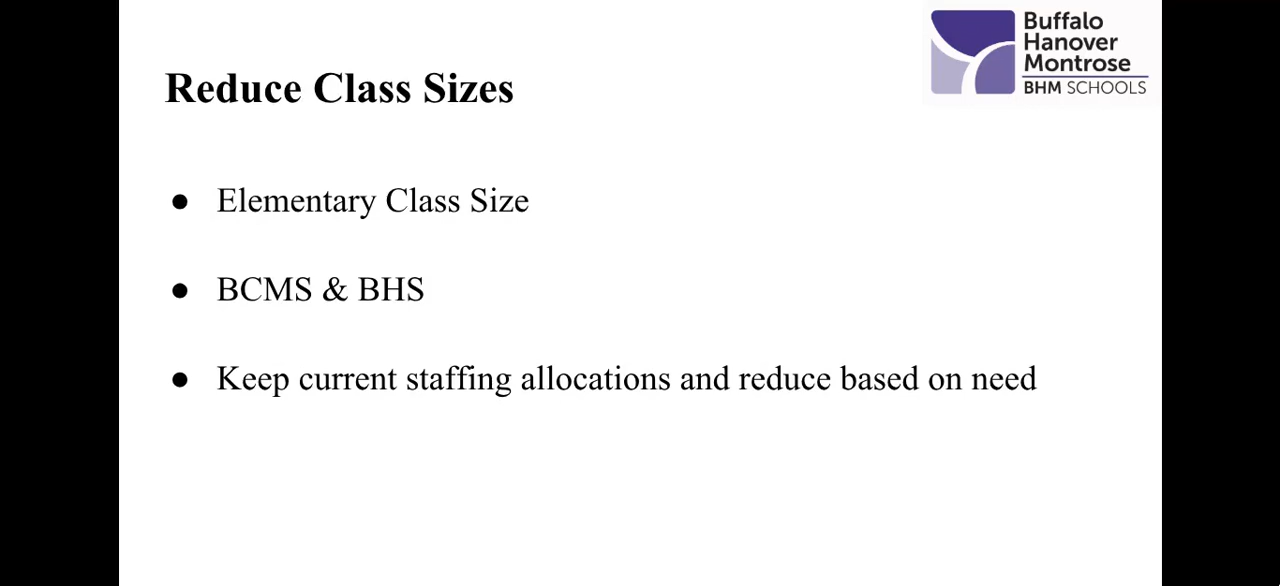 Buffalo
Hanover
Montrose
BHM SCHOOLS
Reduce Class Sizes
● Elementary Class Size
● BCMS & BHS
● Keep current staffing allocations and reduce based on need